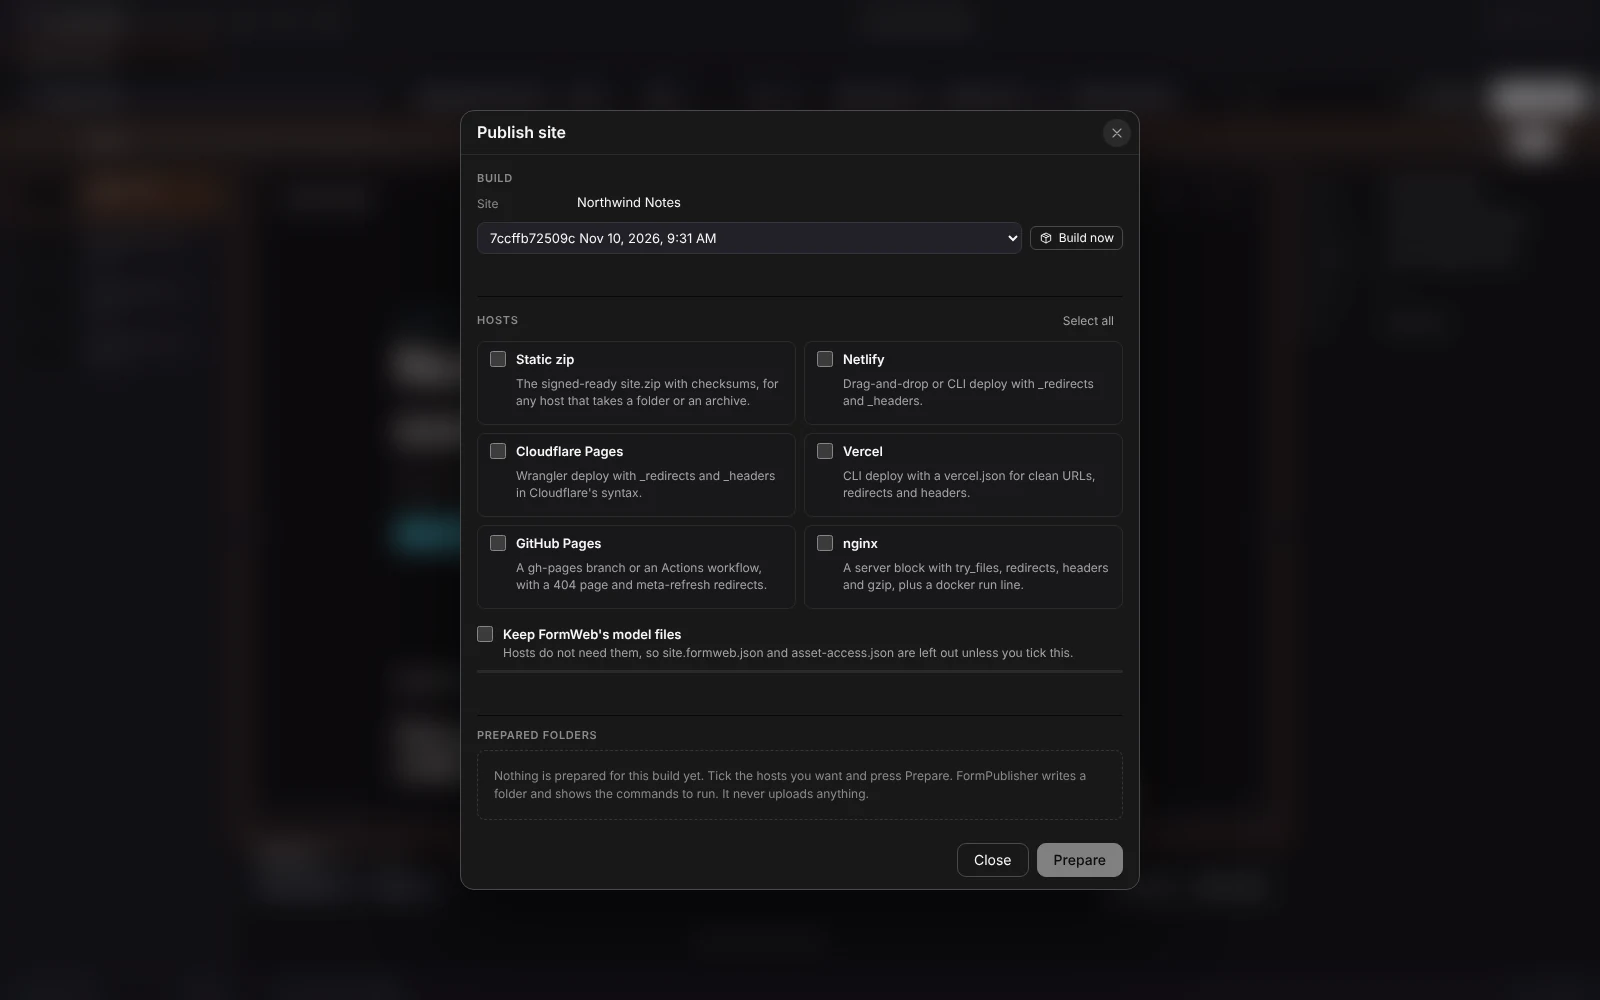 Publish site
BUILD
Site
Northwind Notes
7ccffb72509c Nov 10, 2026, 9:31 AM
Build now
HOSTS
Select all
Static zip
The signed-ready site.zip with checksums, for
any host that takes a folder or an archive.
Netlify
Drag-and-drop or CLI deploy with _redirects
and _headers.
Cloudflare Pages
Wrangler deploy with _redirects and _headers
in Cloudflare's syntax.
Vercel
CLI deploy with a vercel.json for clean URLs,
redirects and headers.
GitHub Pages
A gh-pages branch or an Actions workflow,
with a 404 page and meta-refresh redirects.
nginx
A server block with try_files, redirects, headers
and gzip, plus a docker run line.
Keep FormWeb's model files
Hosts do not need them, so site.formweb.json and asset-access.json are left out unless you tick this.
PREPARED FOLDERS
Nothing is prepared for this build yet. Tick the hosts you want and press Prepare. FormPublisher writes a
folder and shows the commands to run. It never uploads anything.
Close
Prepare